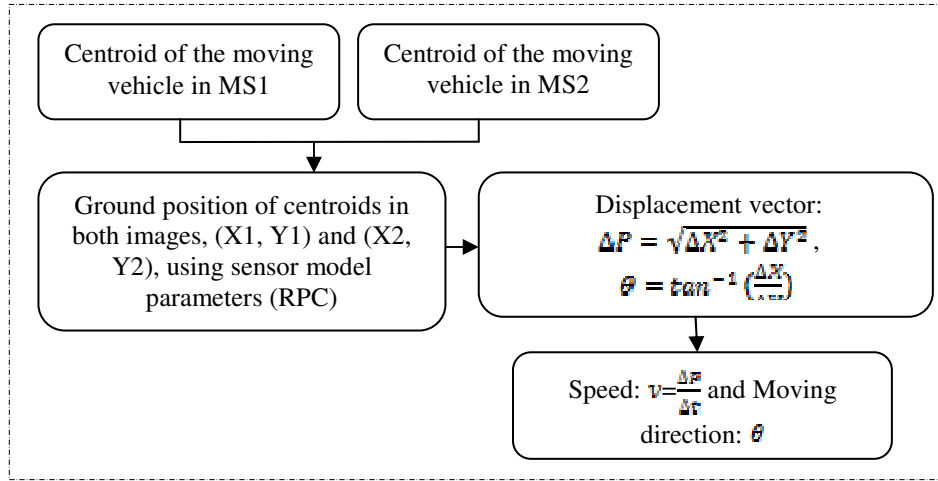 Centroid of the moving
vehicle in MS1
Centroid of the moving
vehicle in MS2
Ground position of centroids in
both images, (X1, Y1) and (X2,
Y2), using sensor model
parameters (RPC)
Displacement vector:
ΔP = √ΔX² + ΔY² ,
θ = tan⁻¹ (ΔX
Speed: v=ΔP/Δt and Moving
direction: θ